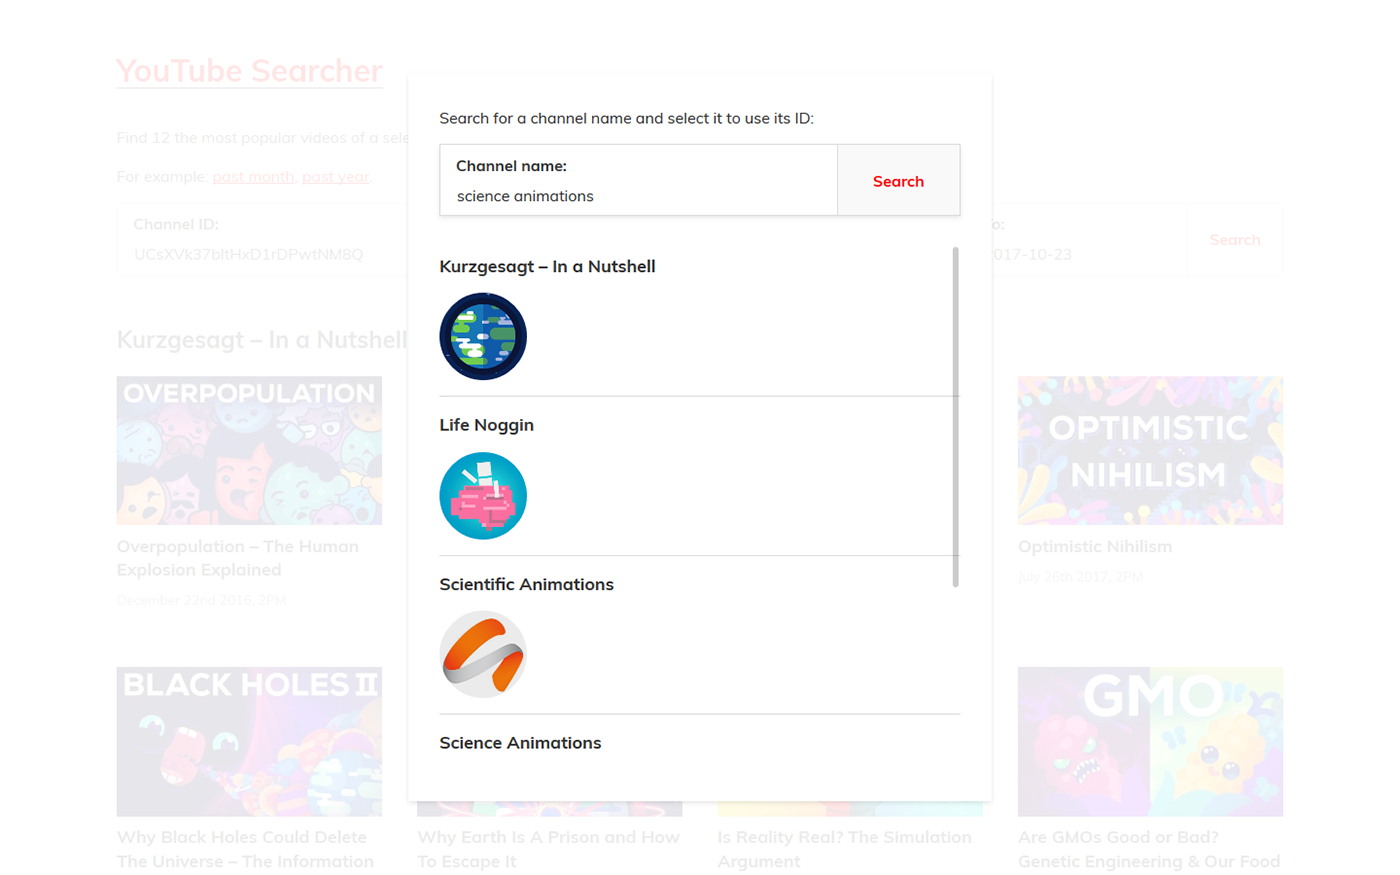 YouTube Searcher
Find 12 the most popular videos of a sele
For example: past month, past year.
Channel ID:
UCsXVk37bltHxD1rDPwtNM8Q
o:
017-10-23
Search
Search for a channel name and select it to use its ID:
Channel name:
science animations
Search
Kurzgesagt – In a Nutshell
Life Noggin
Scientific Animations
Science Animations
Kurzgesagt – In a Nutshell
OVERPOPULATION
Overpopulation – The Human
Explosion Explained
December 22nd 2016, 2PM
OPTIMISTIC
NIHILISM
Optimistic Nihilism
July 26th 2017, 2PM
BLACK HOLES II
Why Black Holes Could Delete
The Universe – The Information
Why Earth Is A Prison and How
To Escape It
Is Reality Real? The Simulation
Argument
GMO
Are GMOs Good or Bad?
Genetic Engineering & Our Food